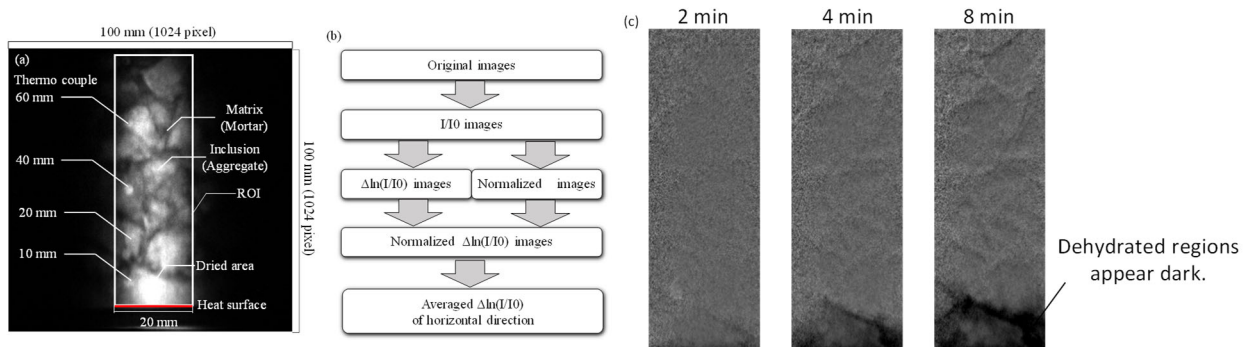 100 mm (1024 pixel)
(a)
Thermo couple
60 mm
Matrix
(Mortar)
Inclusion
(Aggregate)
40 mm
ROI
20 mm
10 mm
Dried area
Heat surface
20 mm
100 mm (1024 pixel)
(b)
Original images
I/I0 images
Δln(I/I0) images
Normalized images
Normalized Δln(I/I0) images
Averaged Δln(I/I0)
of horizontal direction
(c)
2 min
4 min
8 min
Dehydrated regions
appear dark.